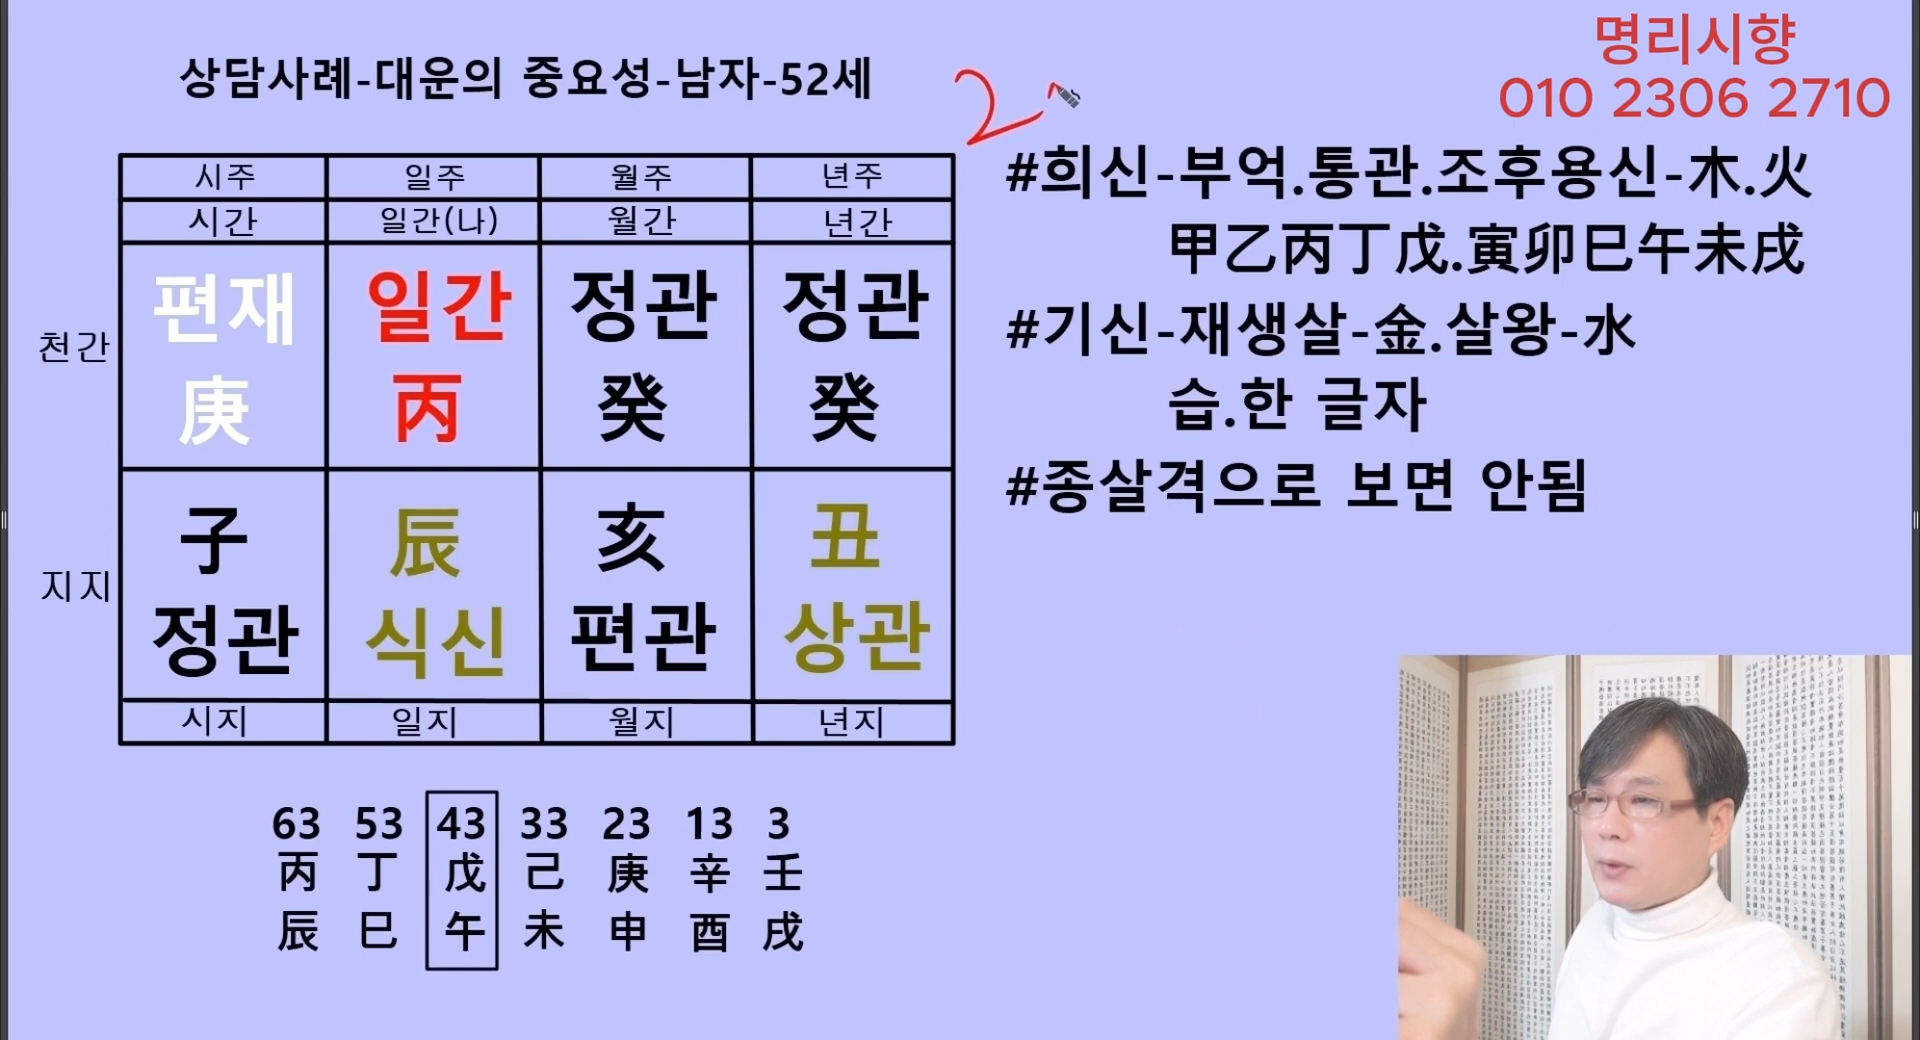 명리시향
010 2306 2710
상담사례-대운의 중요성-남자-52세
2
시주 일주 월주 년주
시간 일간(나) 월간 년간
천간
편재 일간 정관 정관
庚 丙 癸 癸
지지
子 辰 亥 丑
정관 식신 편관 상관
시지 일지 월지 년지
63 53 43 33 23 13 3
丙 丁 戊 己 庚 辛 壬
辰 巳 午 未 申 酉 戌
#희신-부억.통관.조후용신-木.火
甲乙丙丁戊.寅卯巳午未戌
#기신-재생살-金.살왕-水
습.한 글자
#종살격으로 보면 안됨